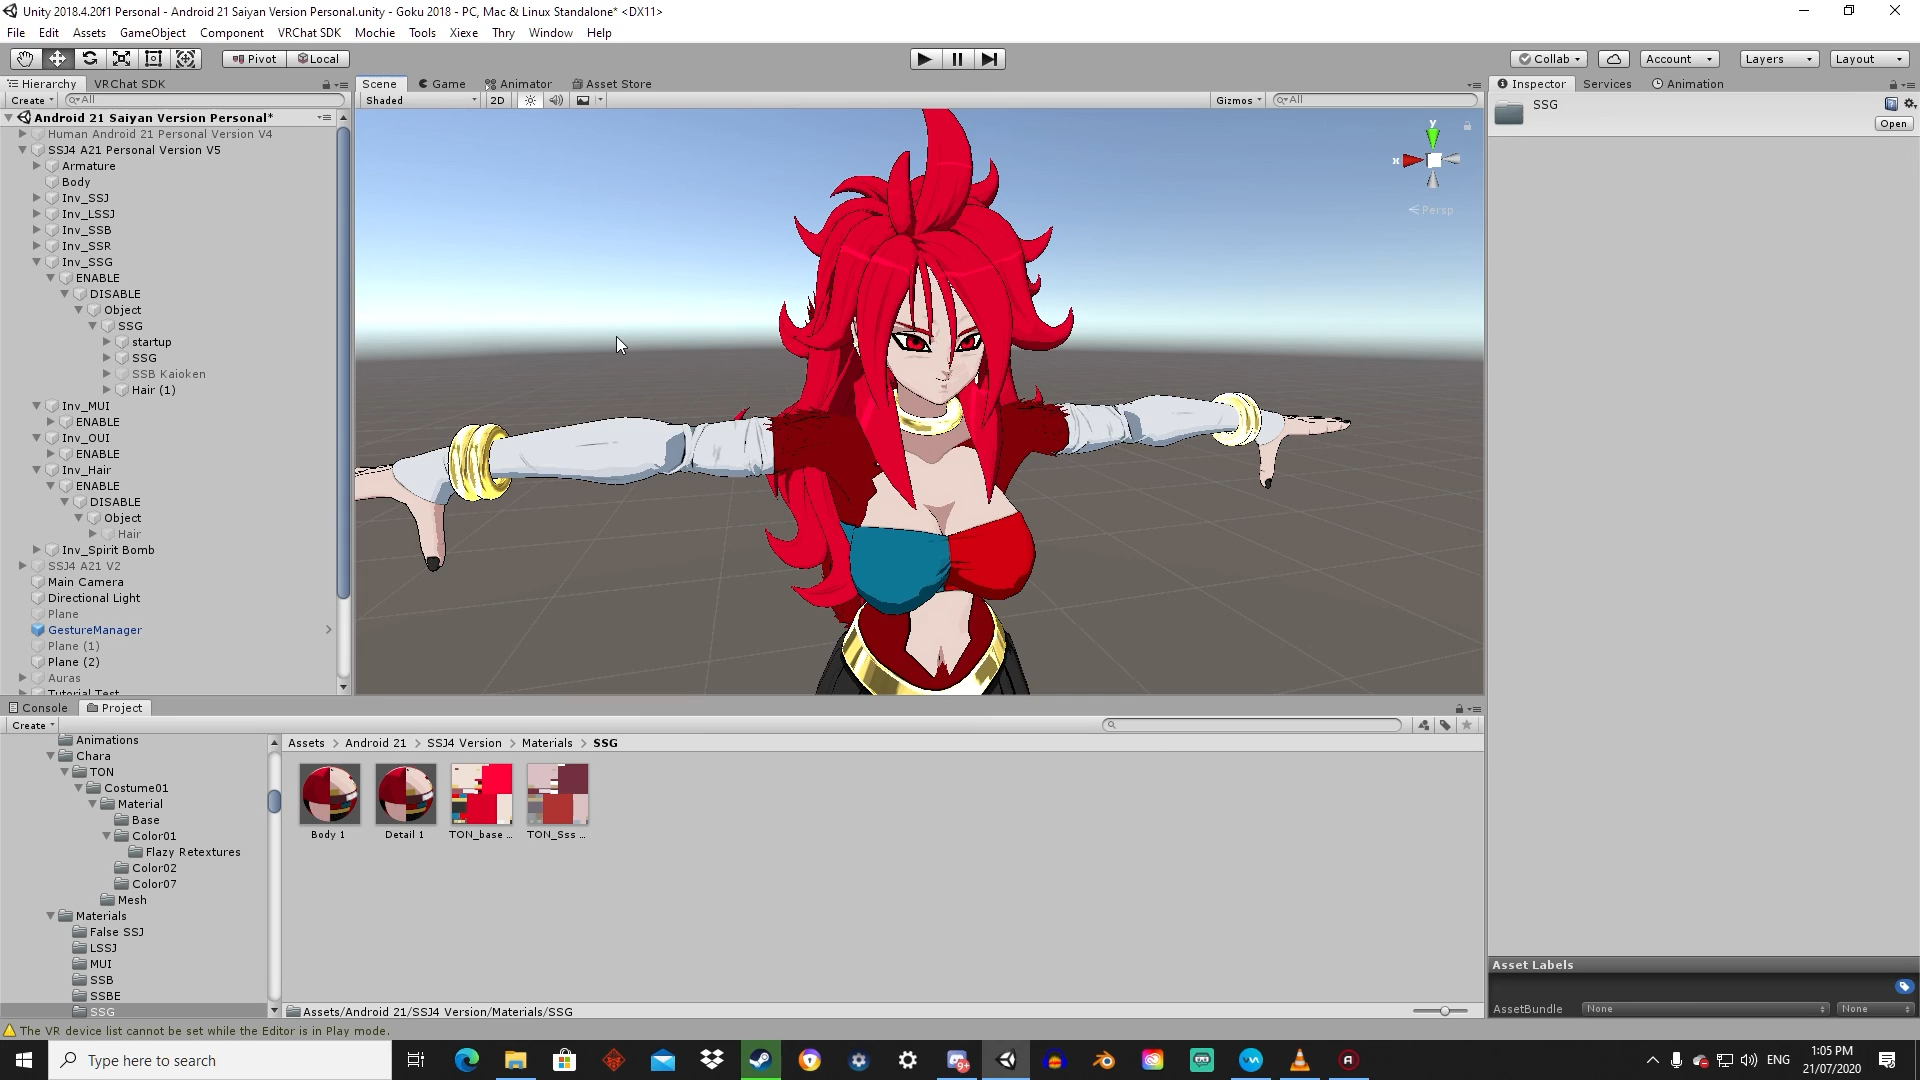 Unity 2018.4.20f1 Personal - Android 21 Saiyan Version Personal.unity - Goku 2018 - PC, Mac & Linux Standalone* <DX11>
File Edit Assets GameObject Component VRChat SDK Mochie Tools Xiexe Thry Window Help
Pivot Local Collab Account Layers Layout
Hierarchy VRChat SDK Scene Game Animator Asset Store Inspector Services Animation
Create All Shaded 2D Gizmos All
SSG
Open
Android 21 Saiyan Version Personal*
Human Android 21 Personal Version V4
SSJ4 A21 Personal Version V5
Armature
Body
Inv_SSJ
Inv_LSSJ
Inv_SSB
Inv_SSR
Inv_SSG
ENABLE
DISABLE
Object
SSG
startup
SSG
SSB Kaioken
Hair (1)
Inv_MUI
ENABLE
Inv_OUI
ENABLE
Inv_Hair
ENABLE
DISABLE
Object
Hair
Inv_Spirit Bomb
SSJ4 A21 V2
Main Camera
Directional Light
Plane
GestureManager
Plane (1)
Plane (2)
Auras
Tutorial Test
y
x
Persp
Console Project
Create
Animations
Chara
TON
Costume01
Material
Base
Color01
Flazy Retextures
Color02
Color07
Mesh
Materials
False SSJ
LSSJ
MUI
SSB
SSBE
SSG
Assets > Android 21 > SSJ4 Version > Materials > SSG
Body 1 Detail 1 TON_base ... TON_Sss ...
Assets/Android 21/SSJ4 Version/Materials/SSG
Asset Labels
AssetBundle None None
The VR device list cannot be set while the Editor is in Play mode.
Type here to search
9+
ENG
1:05 PM
21/07/2020